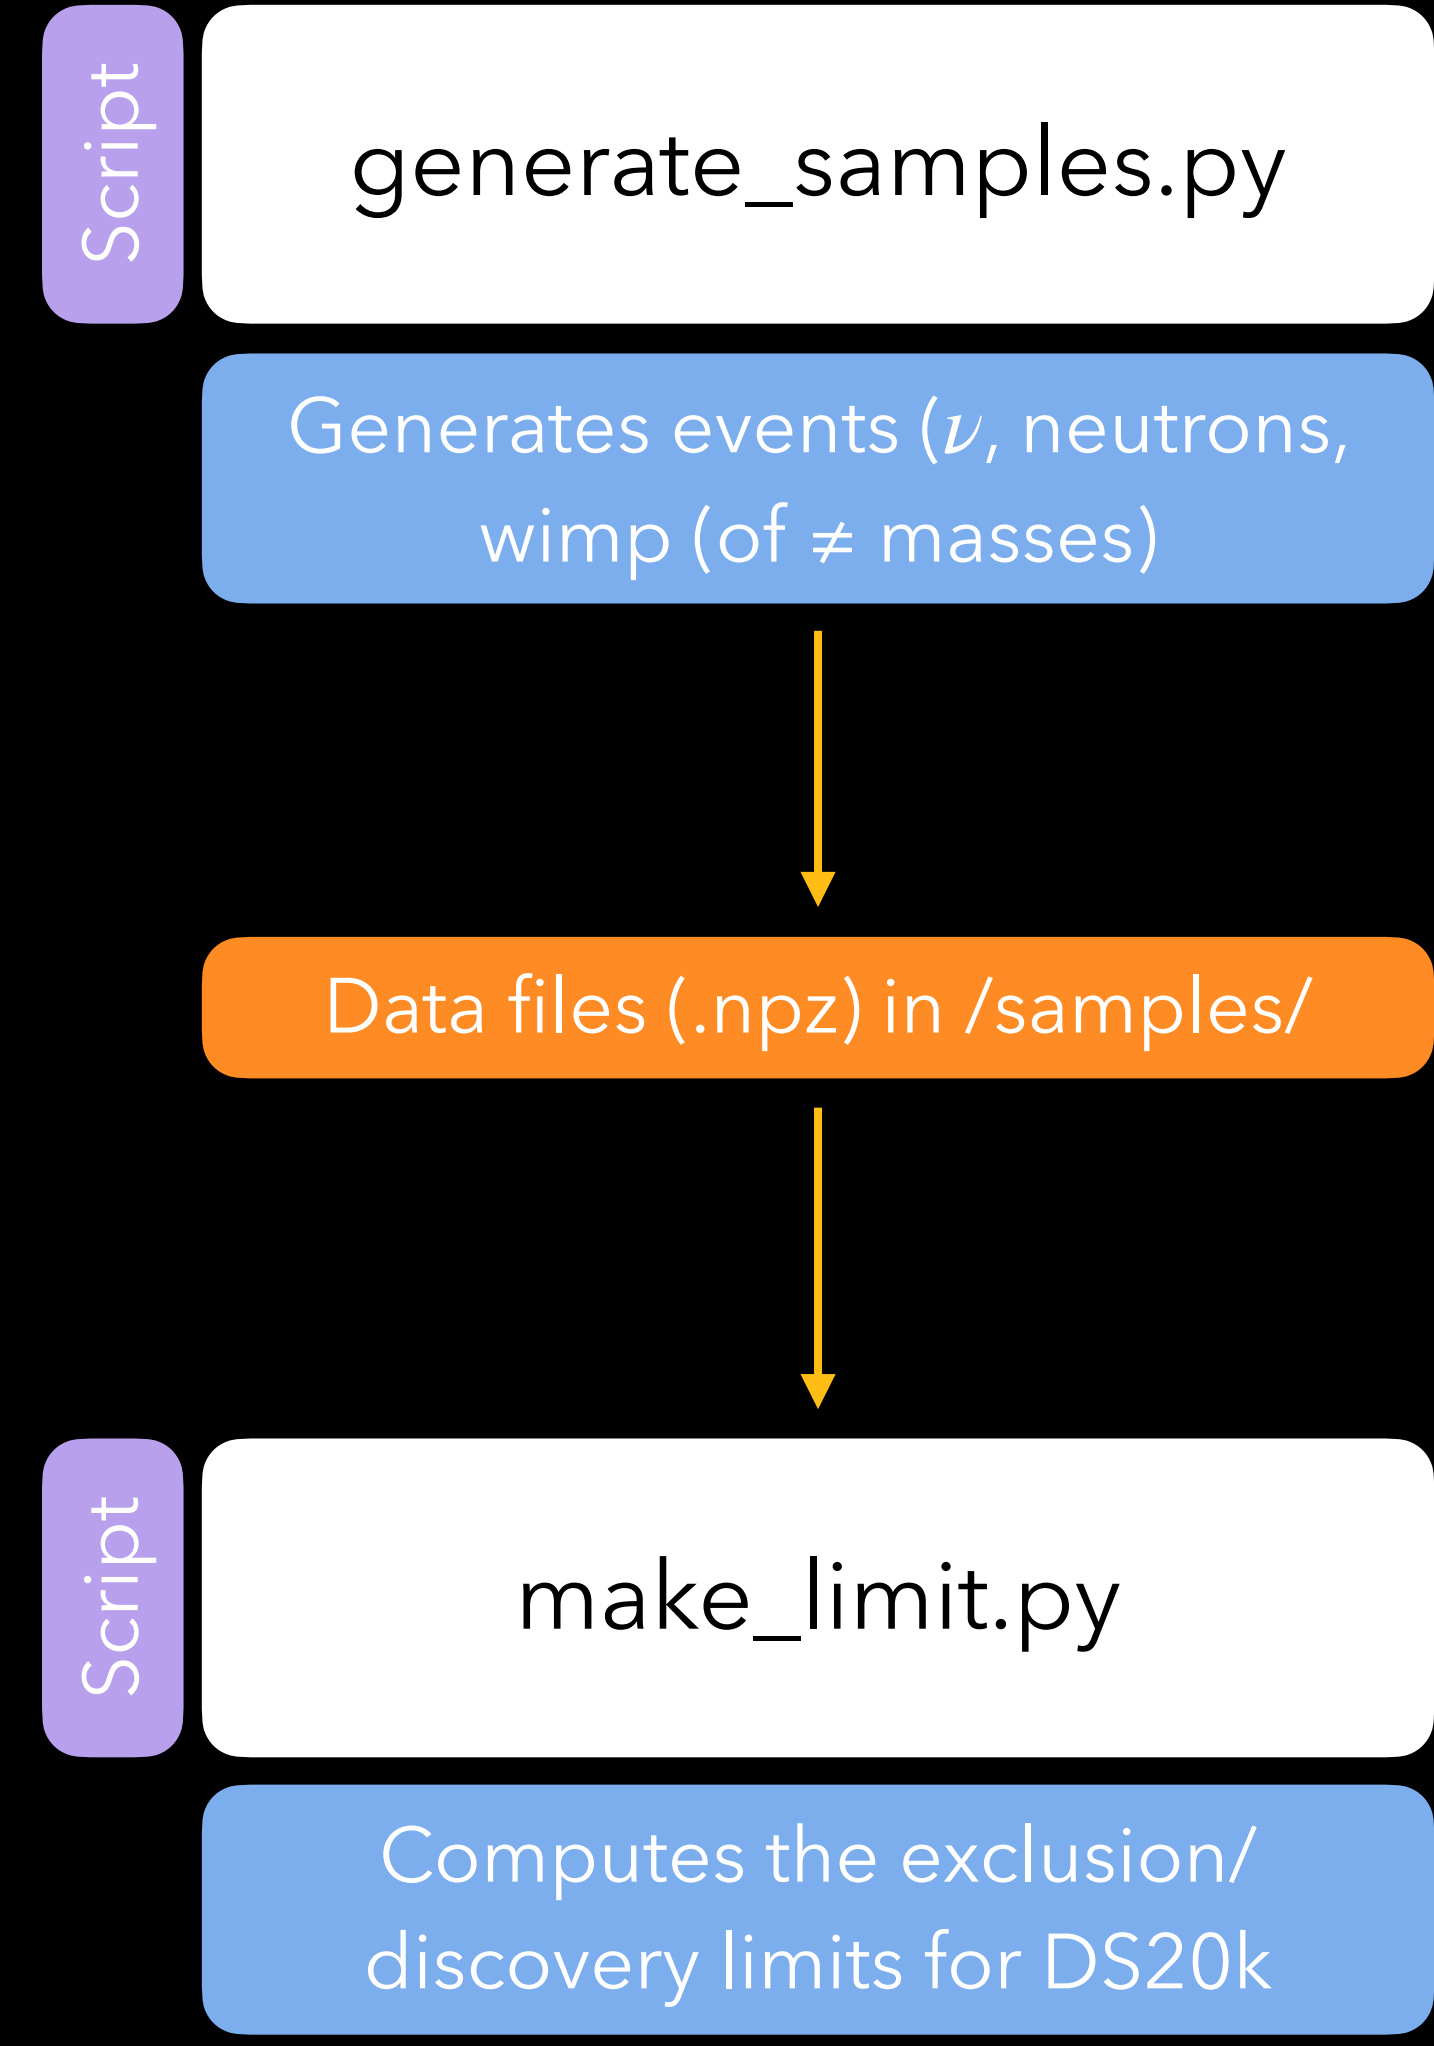 Script
generate_samples.py
Generates events (𝜈, neutrons,
wimp (of ≠ masses)
Data files (.npz) in /samples/
Script
make_limit.py
Computes the exclusion/
discovery limits for DS20k